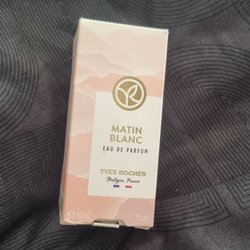 MATIN
BLANC
EAU DE PARFUM
YVES ROCHER
Bretagne, France